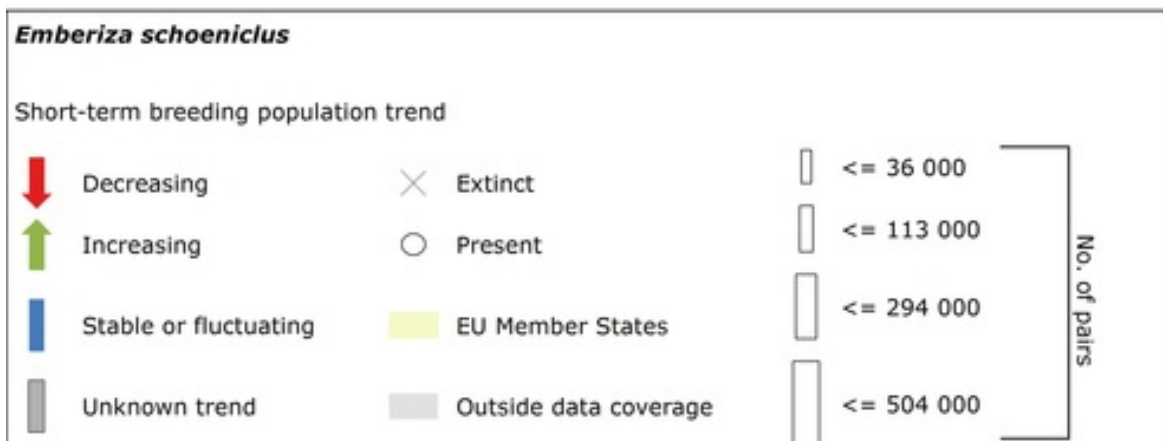 Emberiza schoeniclus
Short-term breeding population trend
Decreasing
Increasing
Stable or fluctuating
Unknown trend
Extinct
Present
EU Member States
Outside data coverage
<= 36 000
<= 113 000
<= 294 000
<= 504 000
No. of pairs